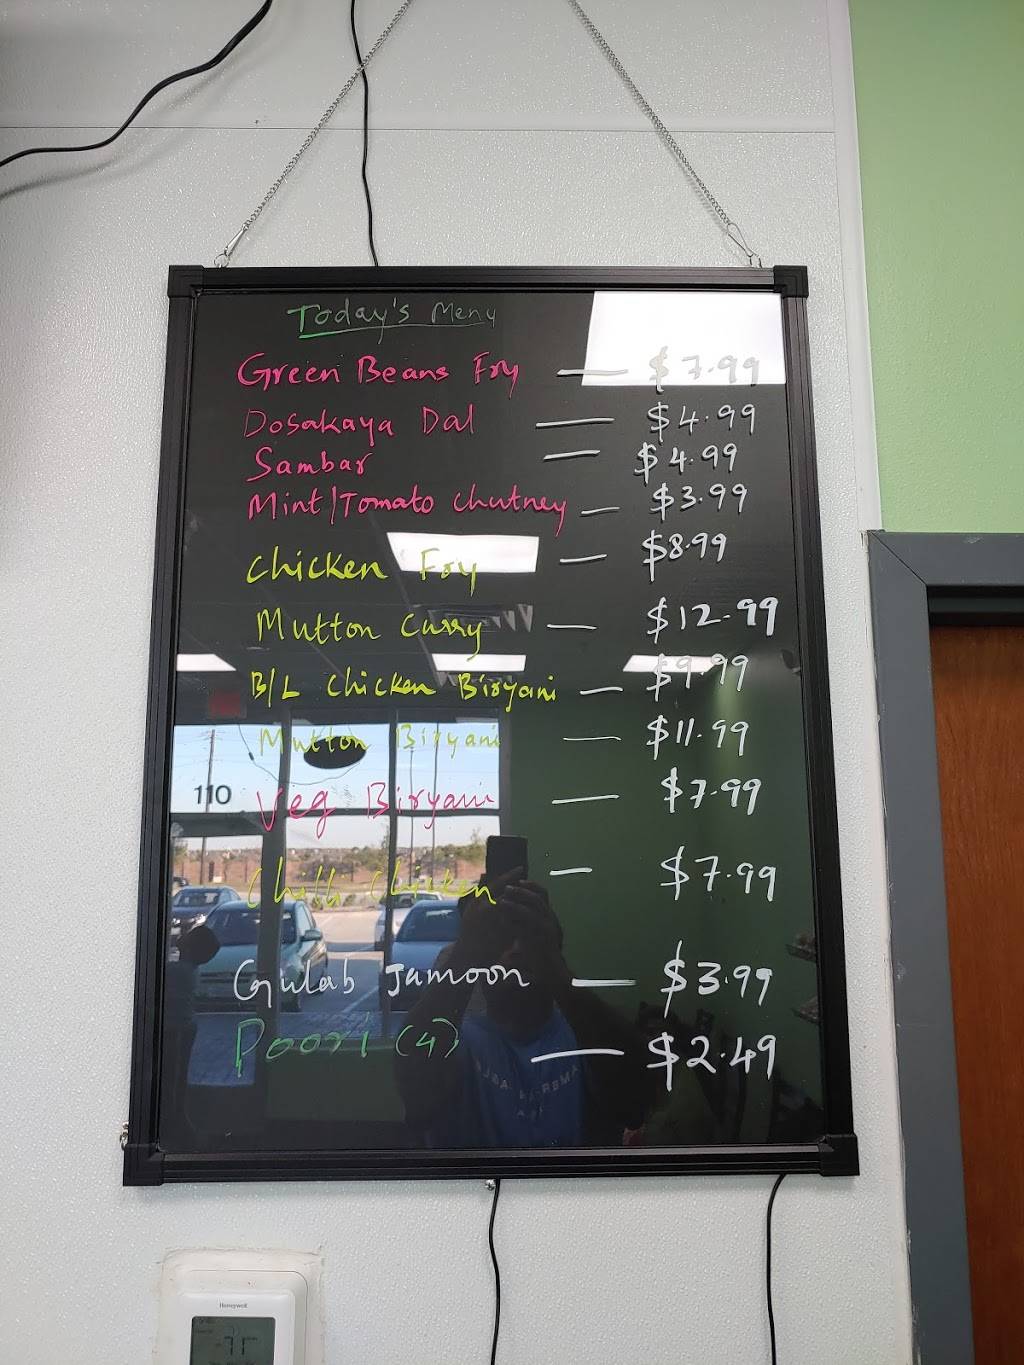 Today's Menu
Green Beans Fry — $7.99
Dosakaya Dal — $4.99
Sambar — $4.99
Mint/Tomato Chutney — $3.99
Chicken Fry — $8.99
Mutton Curry — $12.99
B/L Chicken Biryani — $9.99
Mutton Biryani — $11.99
110
Veg Biryani — $7.99
Chilli Chicken — $7.99
Gulab Jamoon — $3.99
Poori (4) — $2.49
Honeywell